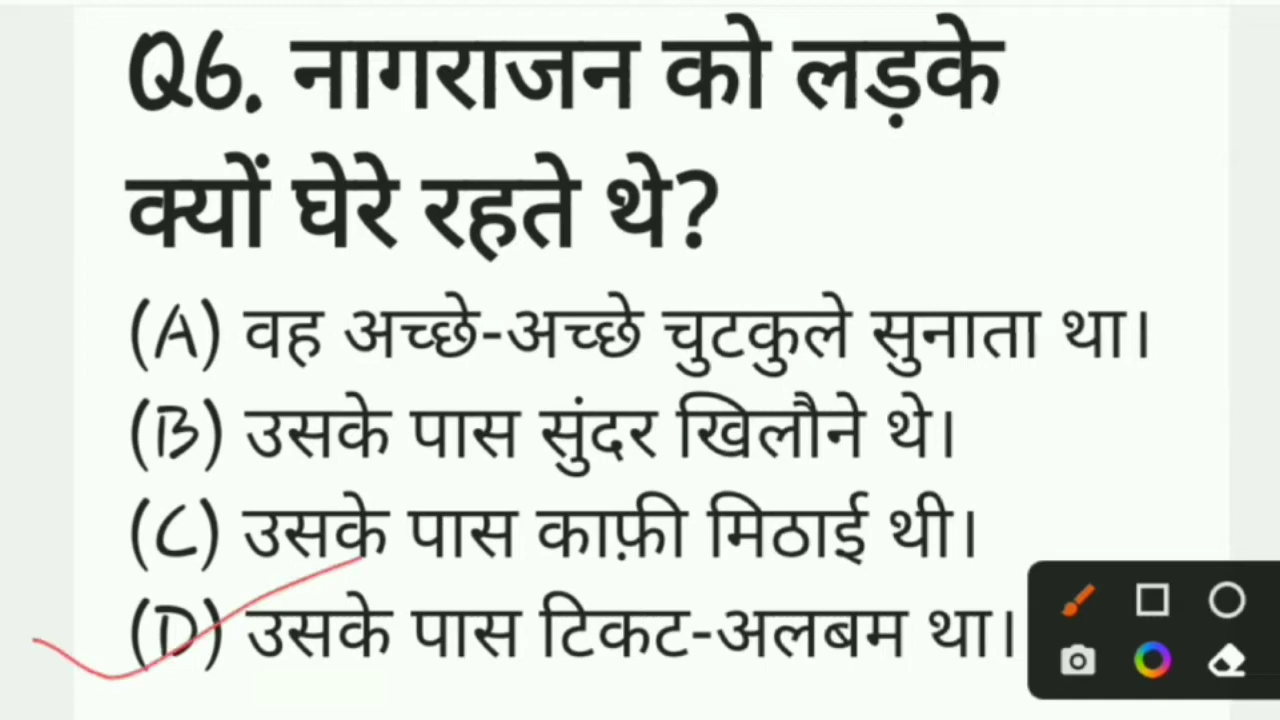 Q6. नागराजन को लड़के
क्यों घेरे रहते थे?
(A) वह अच्छे-अच्छे चुटकुले सुनाता था।
(B) उसके पास सुंदर खिलौने थे।
(C) उसके पास काफ़ी मिठाई थी।
(D) उसके पास टिकट-अलबम था।